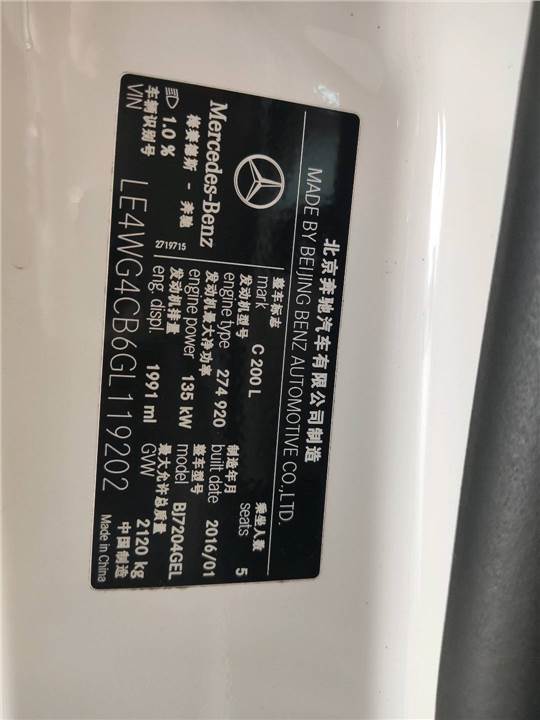 北京奔驰汽车有限公司制造
MADE BY BEIJING BENZ AUTOMOTIVE CO.,LTD.
Mercedes-Benz
梅赛德斯 - 奔驰
整车标志
mark C 200 L
乘坐人数
seats 5
发动机型号
engine type 274 920
制造年月
built date 2016/01
发动机最大净功率
engine power 135 kW
整车型号
model BJ7204GEL
发动机排量
eng. displ. 1991 ml
最大允许总质量
GVW 2120 kg
1.0 %
2719715
车辆识别号
VIN LE4WG4CB6GL119202
中国制造
Made in China